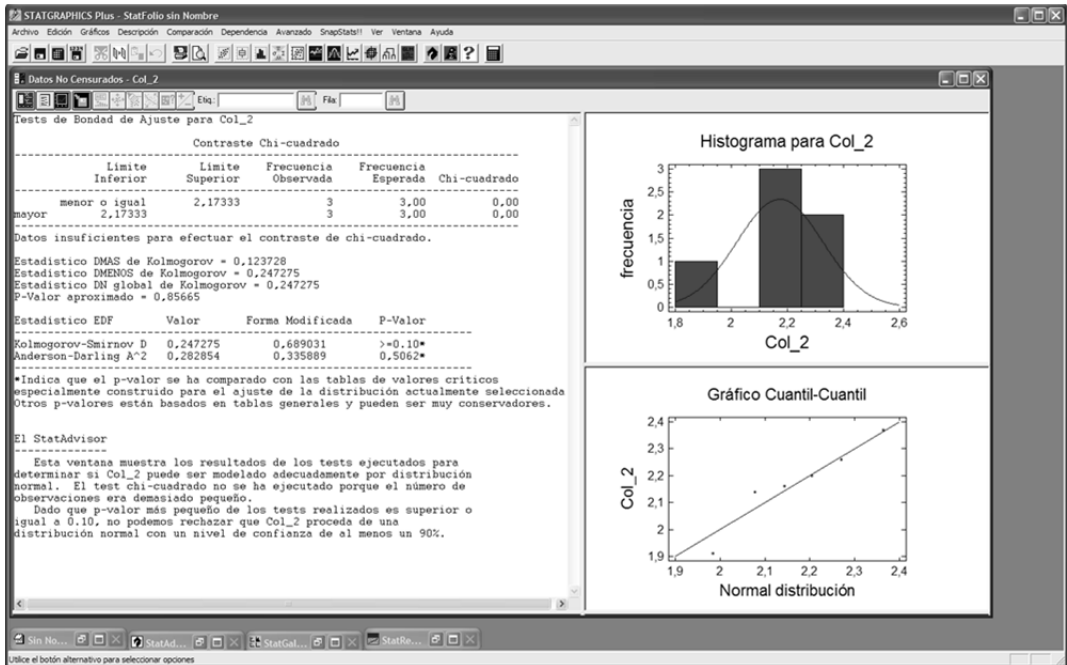 STATGRAPHICS Plus - StatFolio sin Nombre
Archivo Edición Gráficos Descripción Comparación Dependencia Avanzado SnapStats!! Ver Ventana Ayuda
Datos No Censurados - Col_2
Etiq.: Fila:
Tests de Bondad de Ajuste para Col_2
Contraste Chi-cuadrado
Limite Limite Frecuencia Frecuencia
Inferior Superior Observada Esperada Chi-cuadrado
menor o igual 2,17333 3 3,00 0,00
mayor 2,17333 3 3,00 0,00
Datos insuficientes para efectuar el contraste de chi-cuadrado.
Estadistico DMAS de Kolmogorov = 0,123728
Estadistico DMENOS de Kolmogorov = 0,247275
Estadistico DN global de Kolmogorov = 0,247275
P-Valor aproximado = 0,85665
Estadistico EDF Valor Forma Modificada P-Valor
Kolmogorov-Smirnov D 0,247275 0,689031 >=0.10*
Anderson-Darling A^2 0,282854 0,335889 0,5062*
*Indica que el p-valor se ha comparado con las tablas de valores críticos
especialmente construido para el ajuste de la distribución actualmente seleccionada
Otros p-valores están basados en tablas generales y pueden ser muy conservadores.
El StatAdvisor
Esta ventana muestra los resultados de los tests ejecutados para
determinar si Col_2 puede ser modelado adecuadamente por distribución
normal. El test chi-cuadrado no se ha ejecutado porque el número de
observaciones era demasiado pequeño.
Dado que p-valor más pequeño de los tests realizados es superior o
igual a 0.10, no podemos rechazar que Col_2 proceda de una
distribución normal con un nivel de confianza de al menos un 90%.
Histograma para Col_2
frecuencia
3
2,5
2
1,5
1
0,5
0
1,8 2 2,2 2,4 2,6
Col_2
Gráfico Cuantil-Cuantil
Col_2
2,4
2,3
2,2
2,1
2
1,9
1,9 2 2,1 2,2 2,3 2,4
Normal distribución
Sin No... StatAd... StatGal... StatRe...
Utilice el botón alternativo para seleccionar opciones